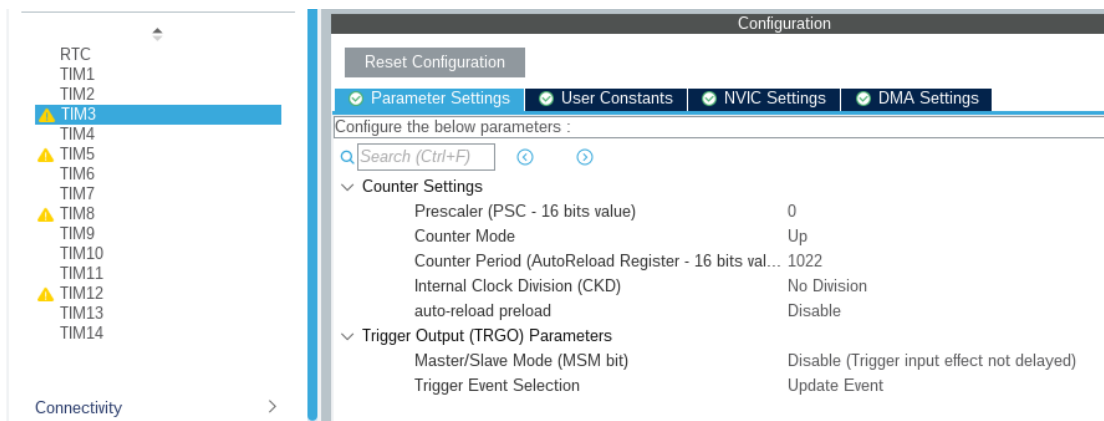 RTC
TIM1
TIM2
TIM3
TIM4
TIM5
TIM6
TIM7
TIM8
TIM9
TIM10
TIM11
TIM12
TIM13
TIM14
Connectivity
Configuration
Reset Configuration
Parameter Settings User Constants NVIC Settings DMA Settings
Configure the below parameters :
Search (Ctrl+F)
Counter Settings
Prescaler (PSC - 16 bits value) 0
Counter Mode Up
Counter Period (AutoReload Register - 16 bits val... 1022
Internal Clock Division (CKD) No Division
auto-reload preload Disable
Trigger Output (TRGO) Parameters
Master/Slave Mode (MSM bit) Disable (Trigger input effect not delayed)
Trigger Event Selection Update Event